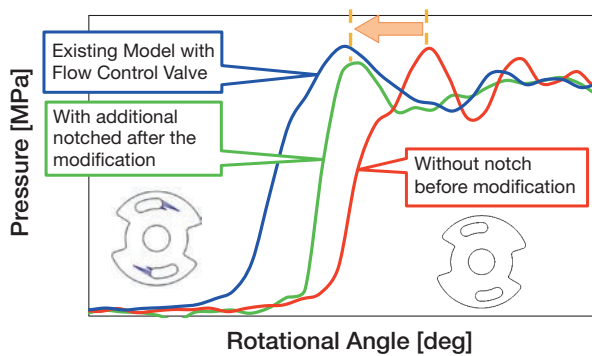 Existing Model with
Flow Control Valve
With additional
notched after the
modification
Without notch
before modification
Pressure [MPa]
Rotational Angle [deg]